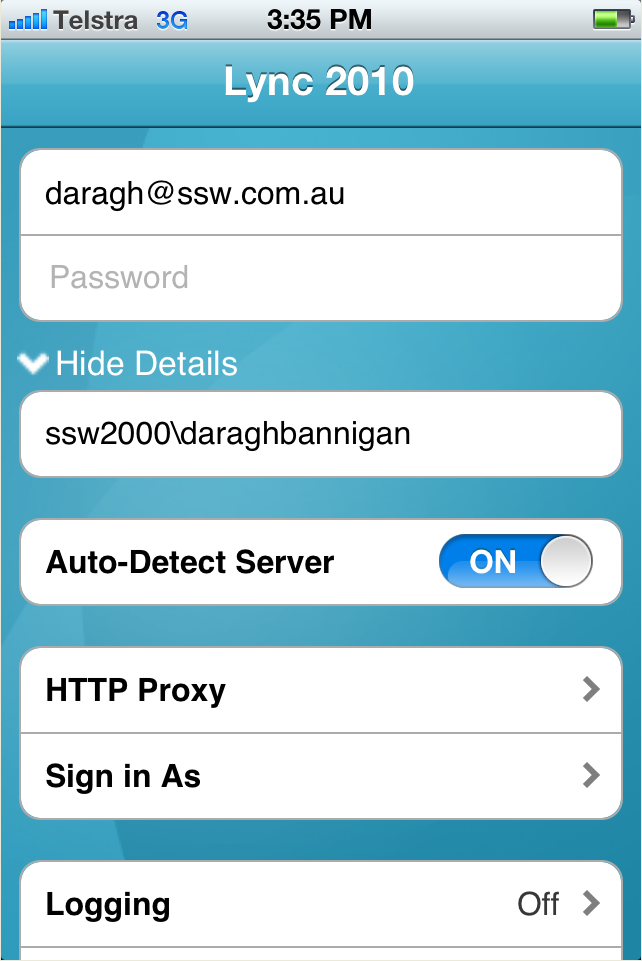 Telstra 3G 3:35 PM
Lync 2010
daragh@ssw.com.au
Password
Hide Details
ssw2000\daraghbannigan
Auto-Detect Server ON
HTTP Proxy
Sign in As
Logging Off